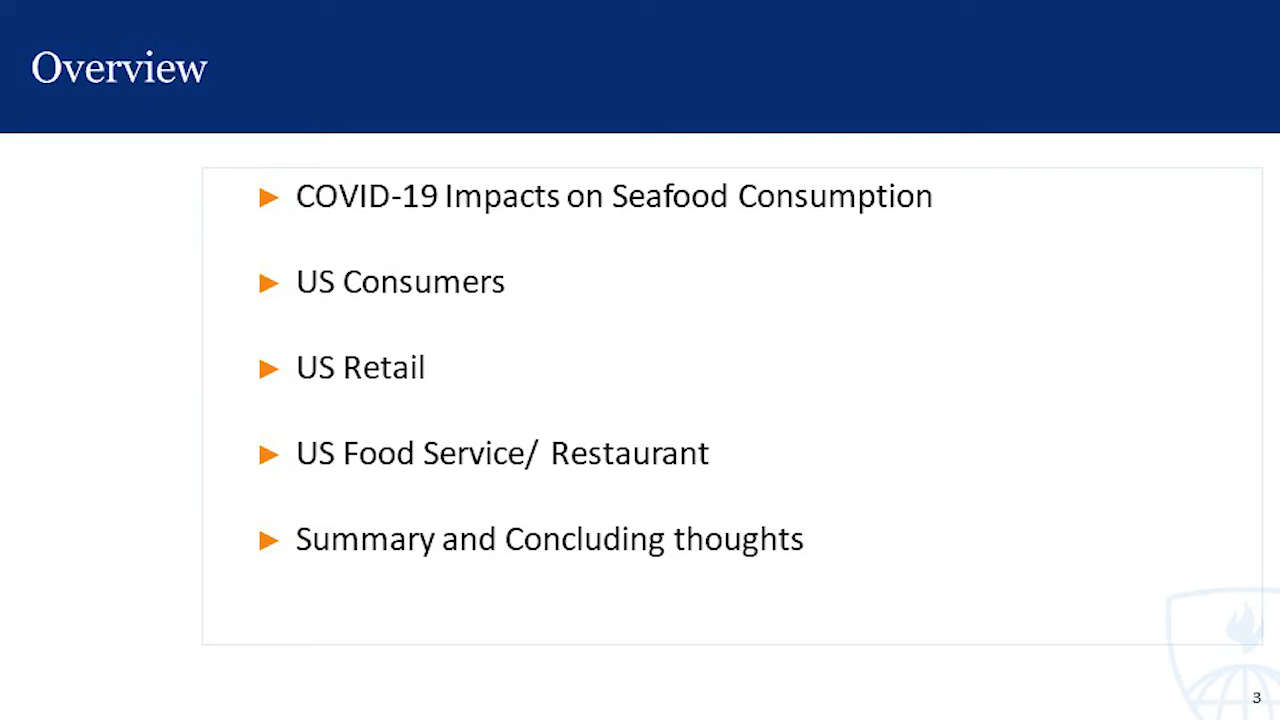 Overview
► COVID-19 Impacts on Seafood Consumption
► US Consumers
► US Retail
► US Food Service/ Restaurant
► Summary and Concluding thoughts
3